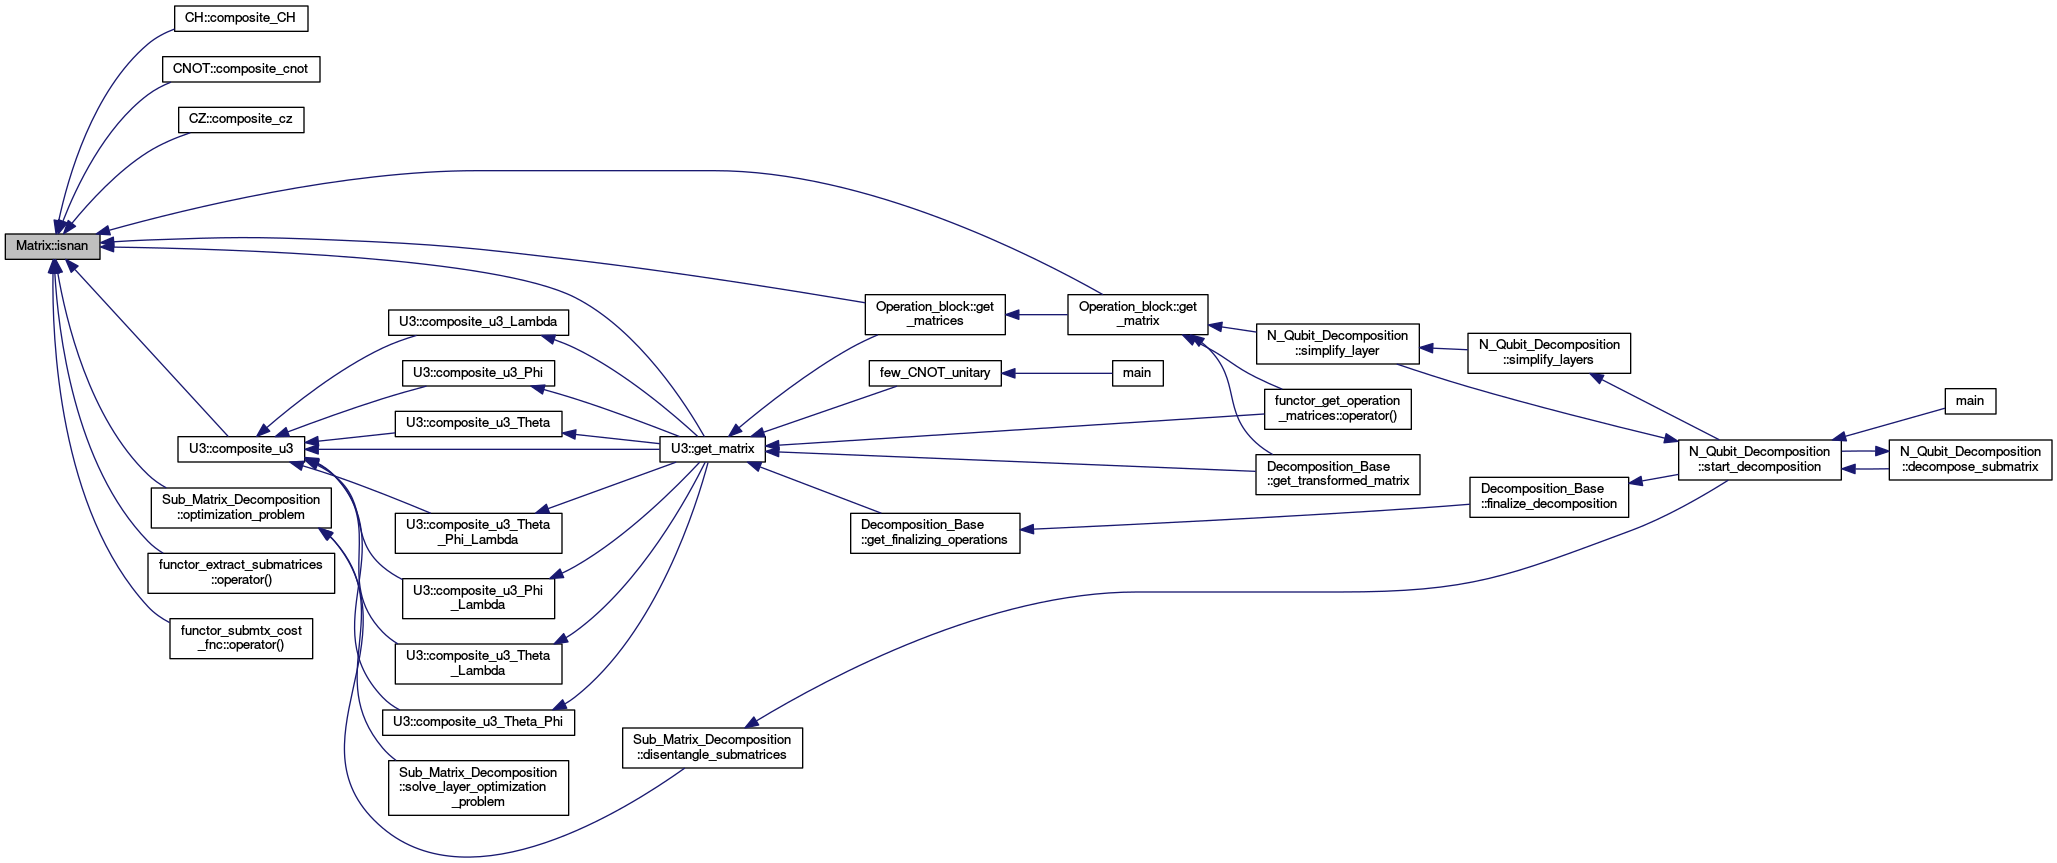 CH::composite_CH
CNOT::composite_cnot
CZ::composite_cz
Matrix::isnan
U3::composite_u3
Sub_Matrix_Decomposition
::optimization_problem
functor_extract_submatrices
::operator()
functor_submtx_cost
_fnc::operator()
U3::composite_u3_Lambda
U3::composite_u3_Phi
U3::composite_u3_Theta
U3::composite_u3_Theta
_Phi_Lambda
U3::composite_u3_Phi
_Lambda
U3::composite_u3_Theta
_Lambda
U3::composite_u3_Theta_Phi
Sub_Matrix_Decomposition
::solve_layer_optimization
_problem
U3::get_matrix
Sub_Matrix_Decomposition
::disentangle_submatrices
Operation_block::get
_matrices
few_CNOT_unitary
Decomposition_Base
::get_finalizing_operations
Operation_block::get
_matrix
main
N_Qubit_Decomposition
::simplify_layer
functor_get_operation
_matrices::operator()
Decomposition_Base
::get_transformed_matrix
N_Qubit_Decomposition
::simplify_layers
Decomposition_Base
::finalize_decomposition
N_Qubit_Decomposition
::start_decomposition
main
N_Qubit_Decomposition
::decompose_submatrix